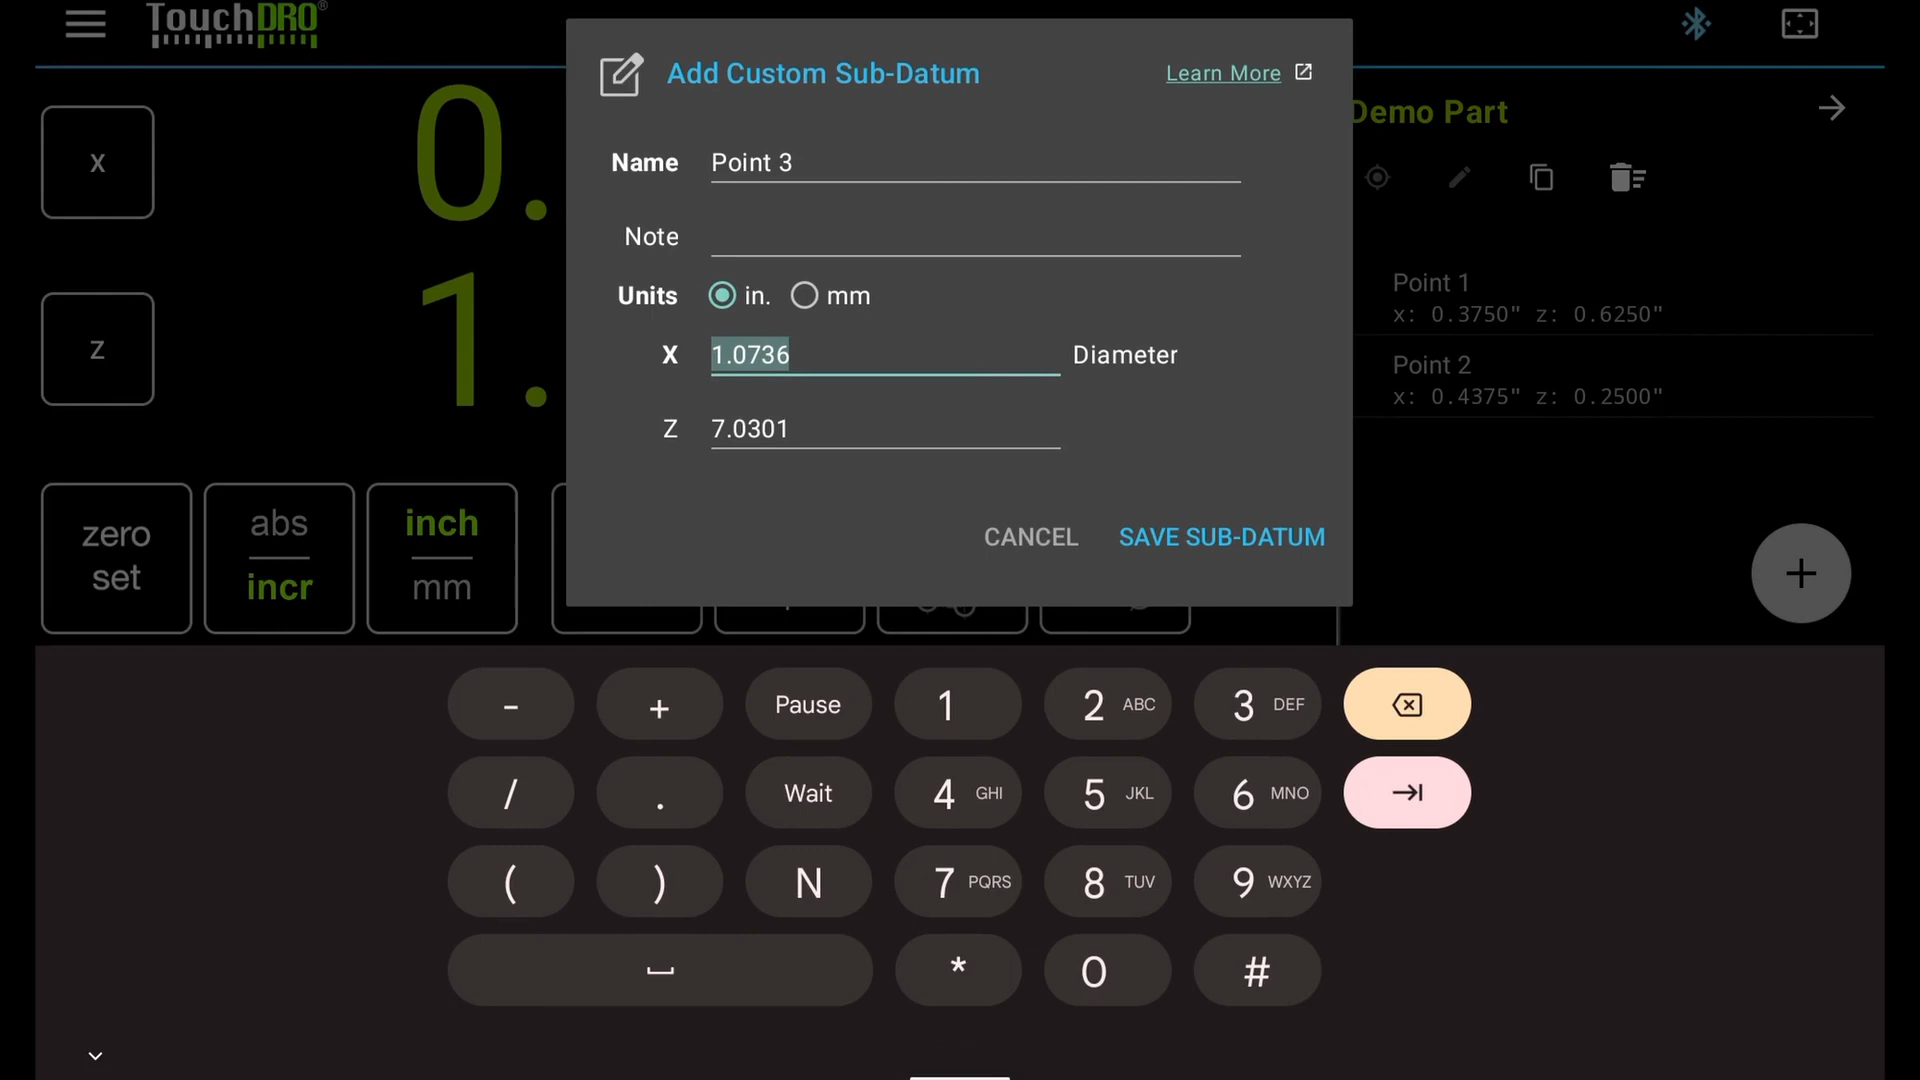 TouchDRO®
Add Custom Sub-Datum
Learn More
Demo Part
X
0.
Name Point 3
Note
Units in. mm
Point 1
x: 0.3750" z: 0.6250"
Z
1.
X 1.0736 Diameter
Point 2
x: 0.4375" z: 0.2500"
Z 7.0301
zero
set
abs
incr
inch
mm
CANCEL SAVE SUB-DATUM
+
- + Pause 1 2 ABC 3 DEF
/ . Wait 4 GHI 5 JKL 6 MNO
( ) N 7 PQRS 8 TUV 9 WXYZ
* 0 #